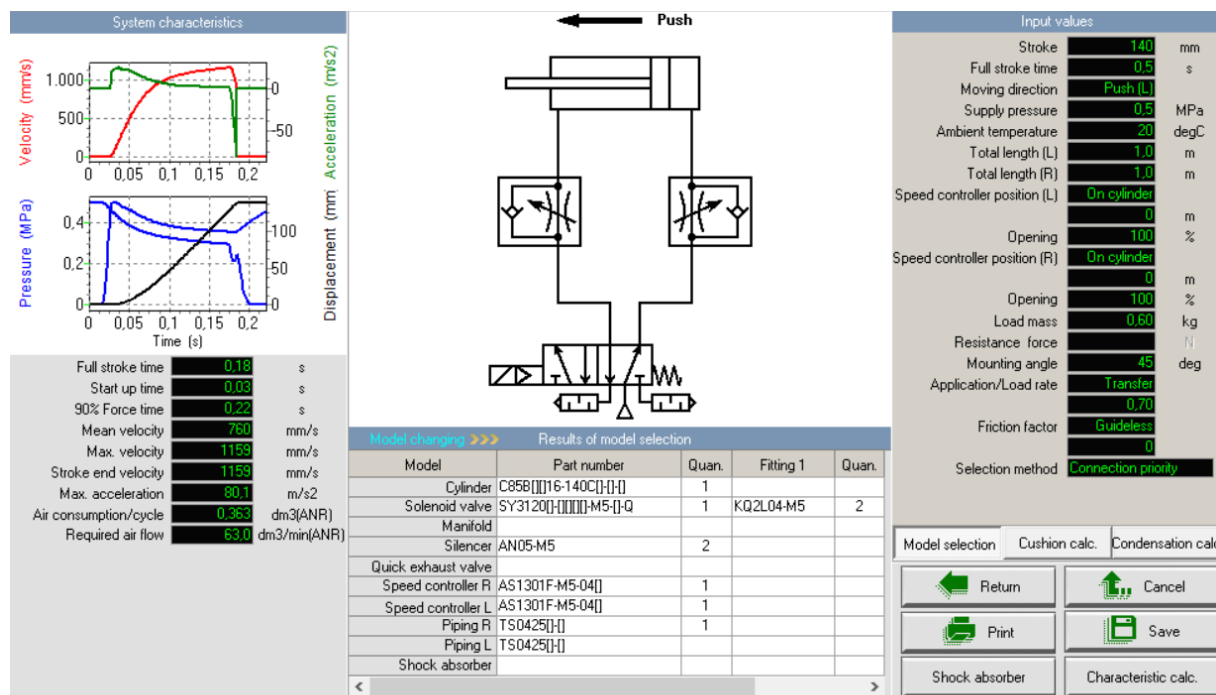 System characteristics
Velocity (mm/s)
Acceleration (m/s2)
1.000
500
0
0
-50
0 0,05 0,1 0,15 0,2
Pressure (MPa)
Displacement (mm)
0,4
0,2
0
100
50
0
0 0,05 0,1 0,15 0,2
Time (s)
Full stroke time 0,18 s
Start up time 0,03 s
90% Force time 0,22 s
Mean velocity 760 mm/s
Max. velocity 1159 mm/s
Stroke end velocity 1159 mm/s
Max. acceleration 80,1 m/s2
Air consumption/cycle 0,363 dm3(ANR)
Required air flow 63,0 dm3/min(ANR)
Push
Model changing >>> Results of model selection
Model Part number Quan. Fitting 1 Quan.
Cylinder C85B[][]16-140C[]-[]-[] 1
Solenoid valve SY3120[]-[][][][]-M5-[]-Q 1 KQ2L04-M5 2
Manifold
Silencer AN05-M5 2
Quick exhaust valve
Speed controller R AS1301F-M5-04[] 1
Speed controller L AS1301F-M5-04[] 1
Piping R TS0425[]-[] 1
Piping L TS0425[]-[]
Shock absorber
Input values
Stroke 140 mm
Full stroke time 0,5 s
Moving direction Push (L)
Supply pressure 0,5 MPa
Ambient temperature 20 degC
Total length (L) 1,0 m
Total length (R) 1,0 m
Speed controller position (L) On cylinder
0 m
Opening 100 %
Speed controller position (R) On cylinder
0 m
Opening 100 %
Load mass 0,60 kg
Resistance force N
Mounting angle 45 deg
Application/Load rate Transfer
0,70
Friction factor Guideless
0
Selection method Connection priority
Model selection Cushion calc. Condensation calc
Return Cancel
Print Save
Shock absorber Characteristic calc.